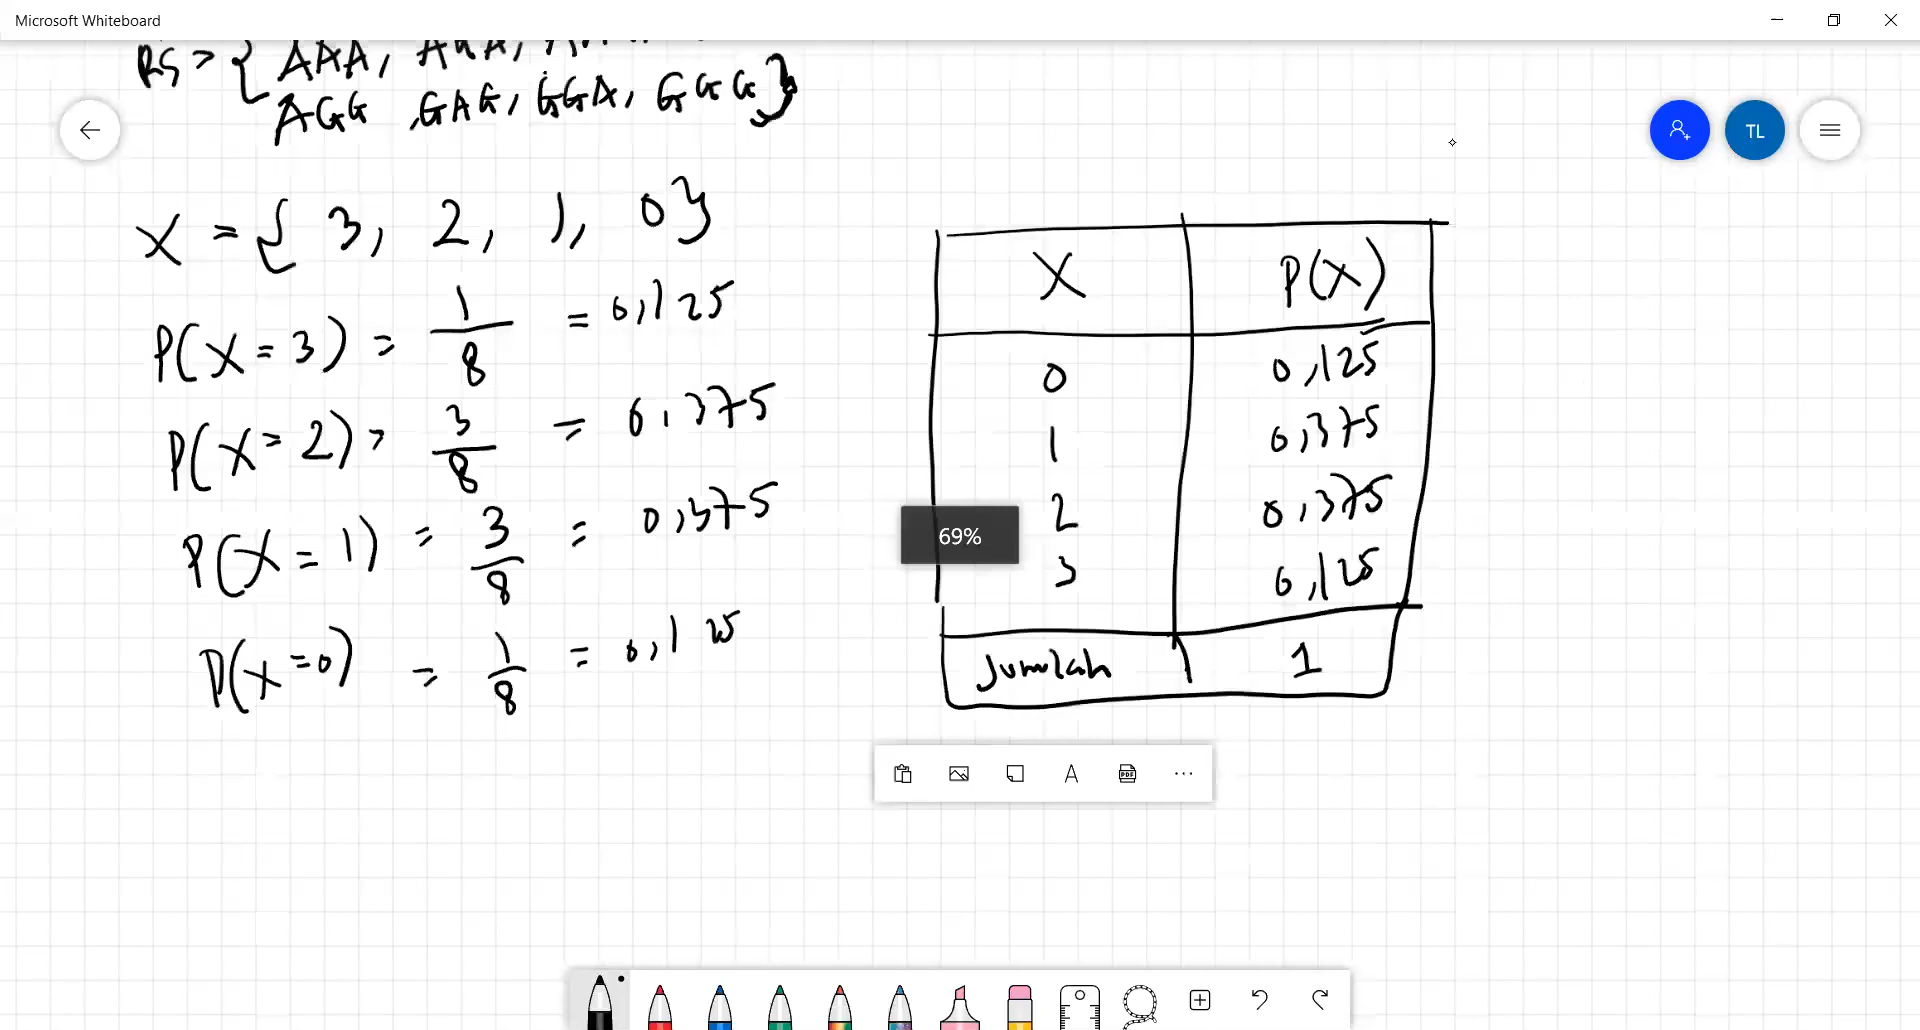 Microsoft Whiteboard
RS = { AAA,
AGG, GAG, GGA, GGG}
TL
X = { 3, 2, 1, 0}
P(X = 3) = 1/8 = 0,125
P(X = 2) = 3/8 = 0,375
P(X = 1) = 3/8 = 0,375
P(X = 0) = 1/8 = 0,125
X P(X)
0 0,125
1 0,375
2 0,375
3 0,125
Jumlah 1
69%
A PDF ...